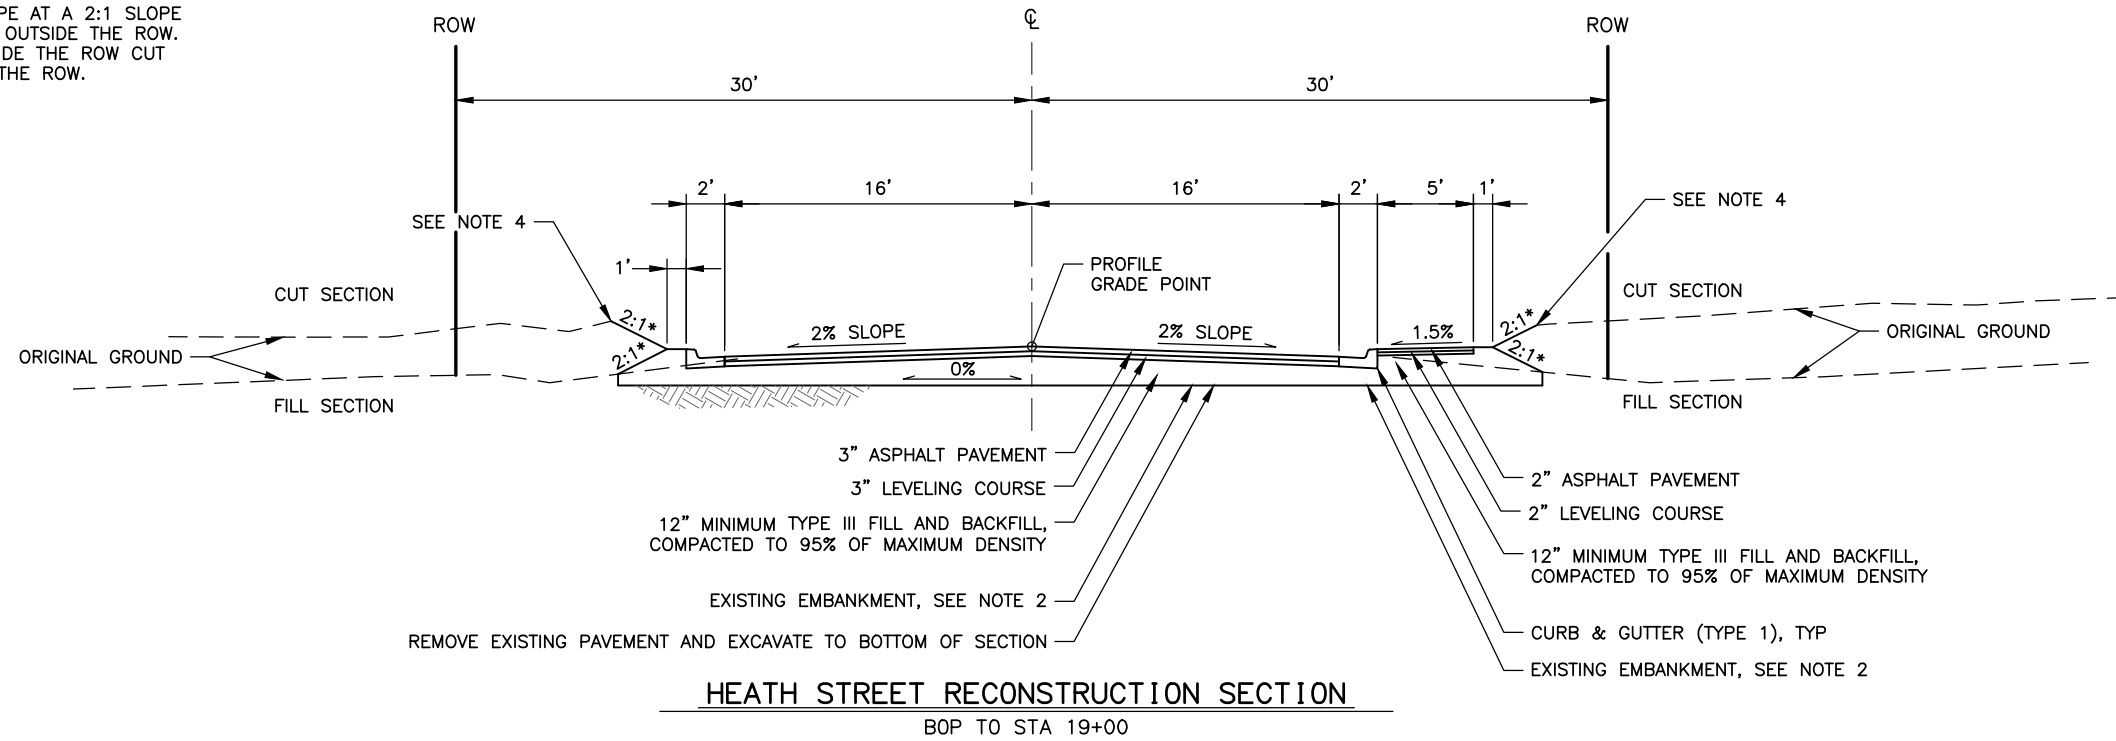 PE AT A 2:1 SLOPE
OUTSIDE THE ROW.
DE THE ROW CUT
THE ROW.
ROW
℄
ROW
30'
30'
2'
16'
16'
2'
5'
1'
SEE NOTE 4
SEE NOTE 4
1'
PROFILE
GRADE POINT
CUT SECTION
CUT SECTION
2:1*
2% SLOPE
2% SLOPE
1.5%
2:1*
ORIGINAL GROUND
ORIGINAL GROUND
2:1*
2:1*
0%
FILL SECTION
FILL SECTION
3" ASPHALT PAVEMENT
3" LEVELING COURSE
12" MINIMUM TYPE III FILL AND BACKFILL,
COMPACTED TO 95% OF MAXIMUM DENSITY
EXISTING EMBANKMENT, SEE NOTE 2
REMOVE EXISTING PAVEMENT AND EXCAVATE TO BOTTOM OF SECTION
2" ASPHALT PAVEMENT
2" LEVELING COURSE
12" MINIMUM TYPE III FILL AND BACKFILL,
COMPACTED TO 95% OF MAXIMUM DENSITY
CURB & GUTTER (TYPE 1), TYP
EXISTING EMBANKMENT, SEE NOTE 2
HEATH STREET RECONSTRUCTION SECTION
BOP TO STA 19+00